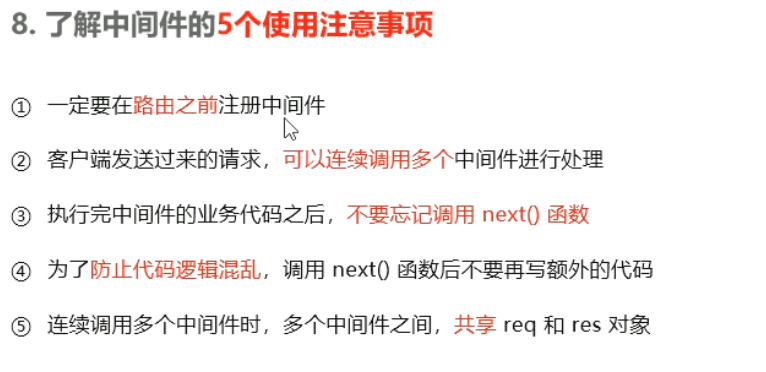 8. 了解中间件的5个使用注意事项
① 一定要在路由之前注册中间件
② 客户端发送过来的请求，可以连续调用多个中间件进行处理
③ 执行完中间件的业务代码之后，不要忘记调用 next() 函数
④ 为了防止代码逻辑混乱，调用 next() 函数后不要再写额外的代码
⑤ 连续调用多个中间件时，多个中间件之间，共享 req 和 res 对象